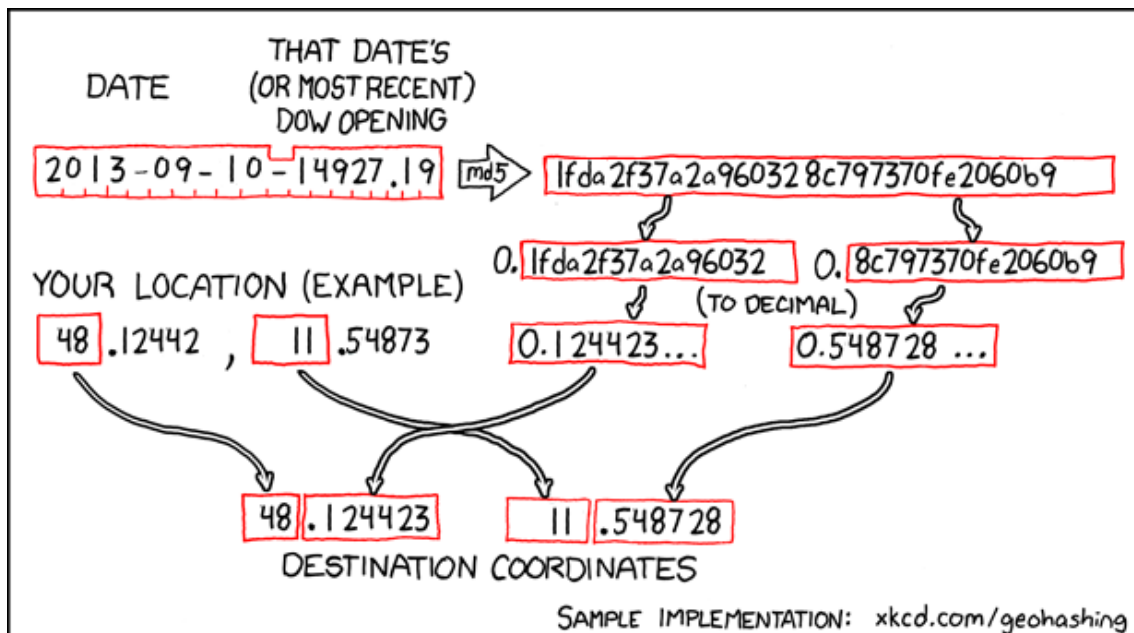 DATE
THAT DATE'S
(OR MOST RECENT)
DOW OPENING
2013-09-10-14927.19
md5
1fda2f37a2a960328c797370fe2060b9
0.1fda2f37a2a96032
0.8c797370fe2060b9
YOUR LOCATION (EXAMPLE)
(TO DECIMAL)
48.12442, 11.54873
0.124423...
0.548728 ...
48.124423
11.548728
DESTINATION COORDINATES
SAMPLE IMPLEMENTATION: xkcd.com/geohashing